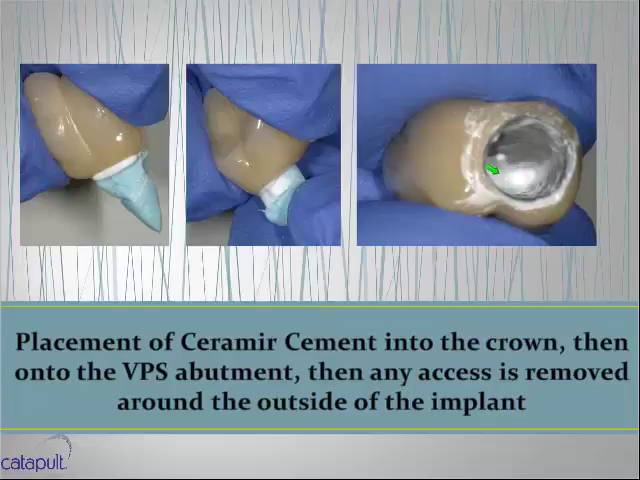 Placement of Ceramir Cement into the crown, then
onto the VPS abutment, then any access is removed
around the outside of the implant
catapult.